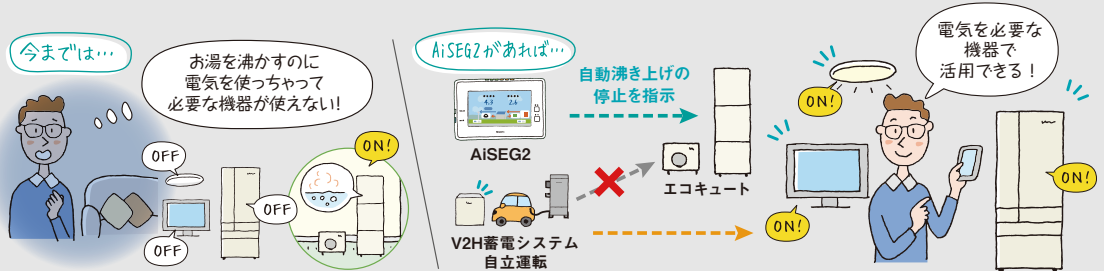 今までは…
お湯を沸かすのに
電気を使っちゃって
必要な機器が使えない!
OFF
OFF
OFF
ON!
AiSEG2があれば…
4.3
2.6
AiSEG2
自動沸き上げの
停止を指示
エコキュート
V2H蓄電システム
自立運転
電気を必要な
機器で
活用できる!
ON!
ON!
ON!